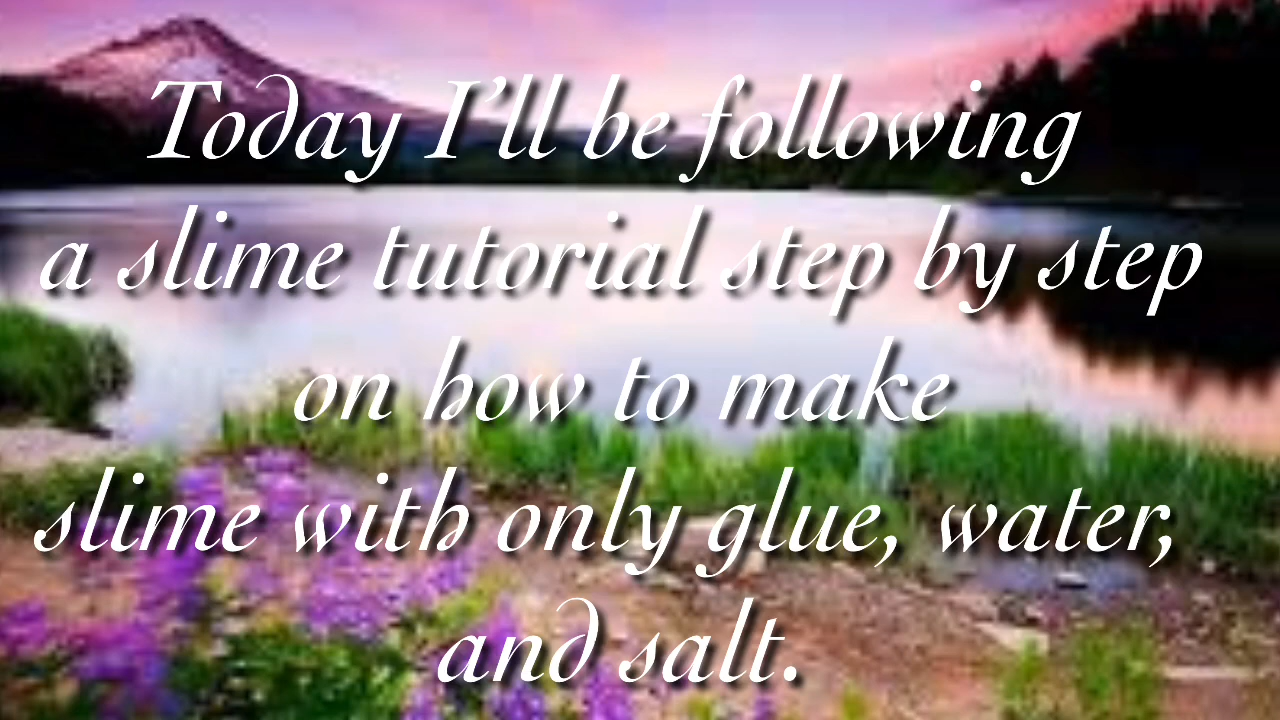 Today I’ll be following
a slime tutorial step by step
on how to make
slime with only glue, water,
and salt.